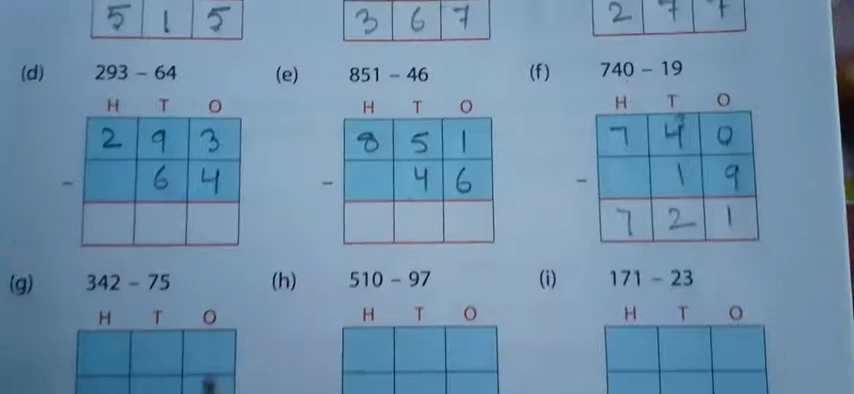 5 1 5 3 6 7 2 7 7
(d) 293 – 64 (e) 851 – 46 (f) 740 – 19
H T O H T O H T O
2 9 3 8 5 1 7 4 0
– 6 4 – 4 6 – 1 9
7 2 1
(g) 342 – 75 (h) 510 – 97 (i) 171 – 23
H T O H T O H T O